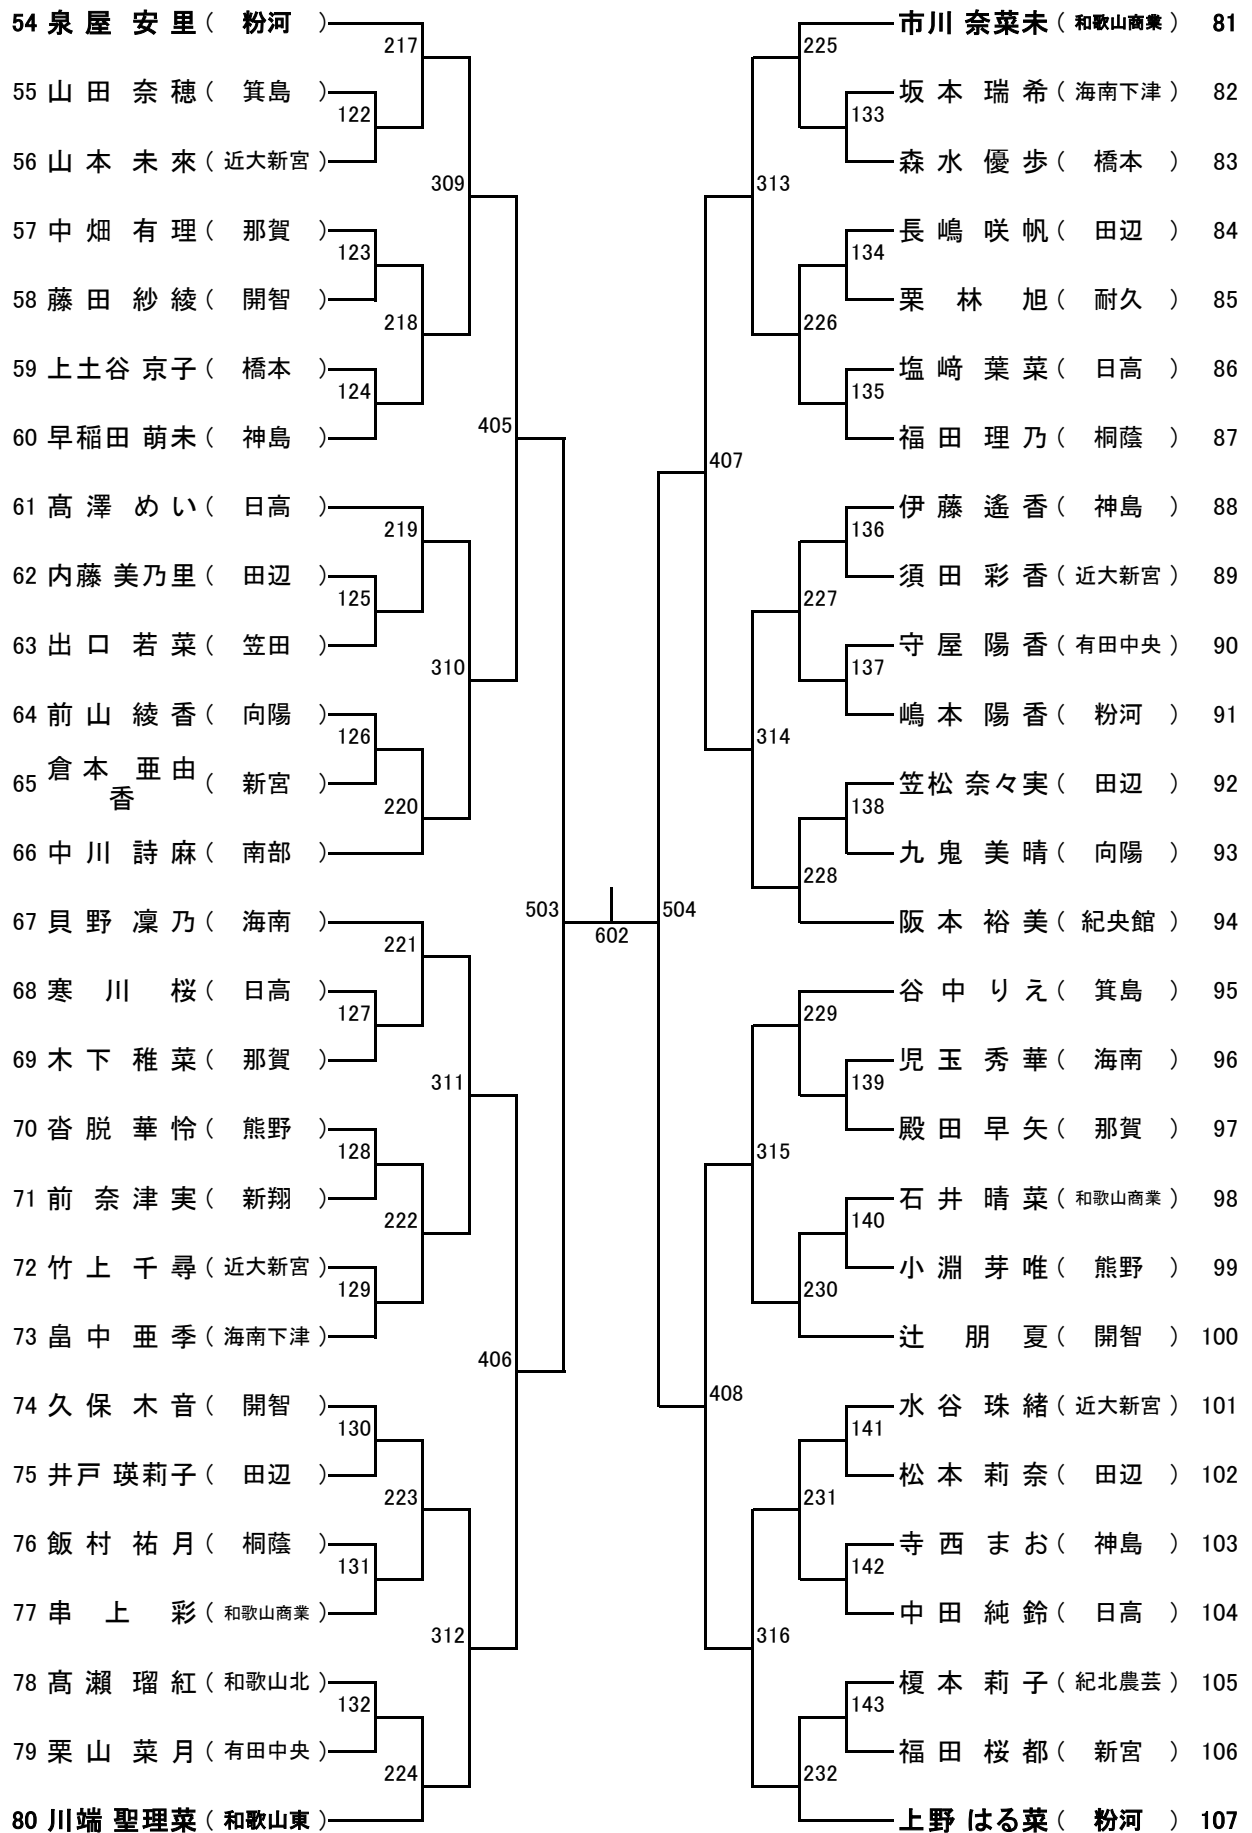 54 泉屋 安里 ( 粉河 )
217
55 山田 奈穂 ( 箕島 )
122
56 山本 未來 ( 近大新宮 )
309
57 中畑 有理 ( 那賀 )
123
58 藤田 紗綾 ( 開智 )
218
59 上土谷 京子 ( 橋本 )
124
405
60 早稲田 萌未 ( 神島 )
61 髙澤 めい ( 日高 )
219
62 内藤 美乃里 ( 田辺 )
125
63 出口 若菜 ( 笠田 )
310
64 前山 綾香 ( 向陽 )
126
65 倉本 亜由香 ( 新宮 )
220
66 中川 詩麻 ( 南部 )
503
67 貝野 凜乃 ( 海南 )
221
68 寒川 桜 ( 日高 )
127
69 木下 稚菜 ( 那賀 )
311
70 沓脱 華怜 ( 熊野 )
128
71 前 奈津実 ( 新翔 )
222
72 竹上 千尋 ( 近大新宮 )
129
73 畠中 亜季 ( 海南下津 )
406
74 久保 木音 ( 開智 )
130
75 井戸 瑛莉子 ( 田辺 )
223
76 飯村 祐月 ( 桐蔭 )
131
77 串上 彩 ( 和歌山商業 )
312
78 髙瀨 瑠紅 ( 和歌山北 )
132
79 栗山 菜月 ( 有田中央 )
224
80 川端 聖理菜 ( 和歌山東 )
602
市川 奈菜未 ( 和歌山商業 ) 81
225
坂本 瑞希 ( 海南下津 ) 82
133
森水 優歩 ( 橋本 ) 83
313
長嶋 咲帆 ( 田辺 ) 84
134
栗林 旭 ( 耐久 ) 85
226
塩﨑 葉菜 ( 日高 ) 86
135
福田 理乃 ( 桐蔭 ) 87
407
伊藤 遙香 ( 神島 ) 88
136
須田 彩香 ( 近大新宮 ) 89
227
守屋 陽香 ( 有田中央 ) 90
137
嶋本 陽香 ( 粉河 ) 91
314
笠松 奈々実 ( 田辺 ) 92
138
九鬼 美晴 ( 向陽 ) 93
228
阪本 裕美 ( 紀央館 ) 94
504
谷中 りえ ( 箕島 ) 95
229
児玉 秀華 ( 海南 ) 96
139
殿田 早矢 ( 那賀 ) 97
315
石井 晴菜 ( 和歌山商業 ) 98
140
小淵 芽唯 ( 熊野 ) 99
230
辻 朋夏 ( 開智 ) 100
408
水谷 珠緒 ( 近大新宮 ) 101
141
松本 莉奈 ( 田辺 ) 102
231
寺西 まお ( 神島 ) 103
142
中田 純鈴 ( 日高 ) 104
316
榎本 莉子 ( 紀北農芸 ) 105
143
福田 桜都 ( 新宮 ) 106
232
上野 はる菜 ( 粉河 ) 107